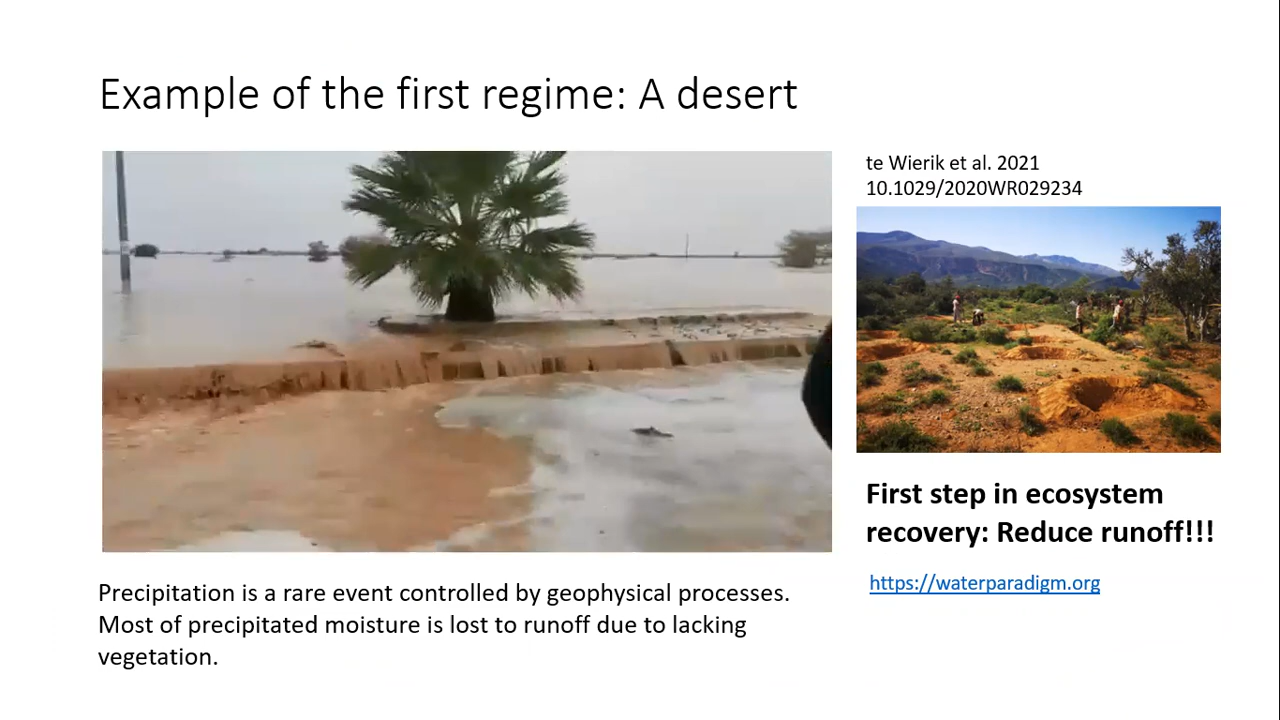 Example of the first regime: A desert
te Wierik et al. 2021
10.1029/2020WR029234
First step in ecosystem
recovery: Reduce runoff!!!
https://waterparadigm.org
Precipitation is a rare event controlled by geophysical processes.
Most of precipitated moisture is lost to runoff due to lacking
vegetation.